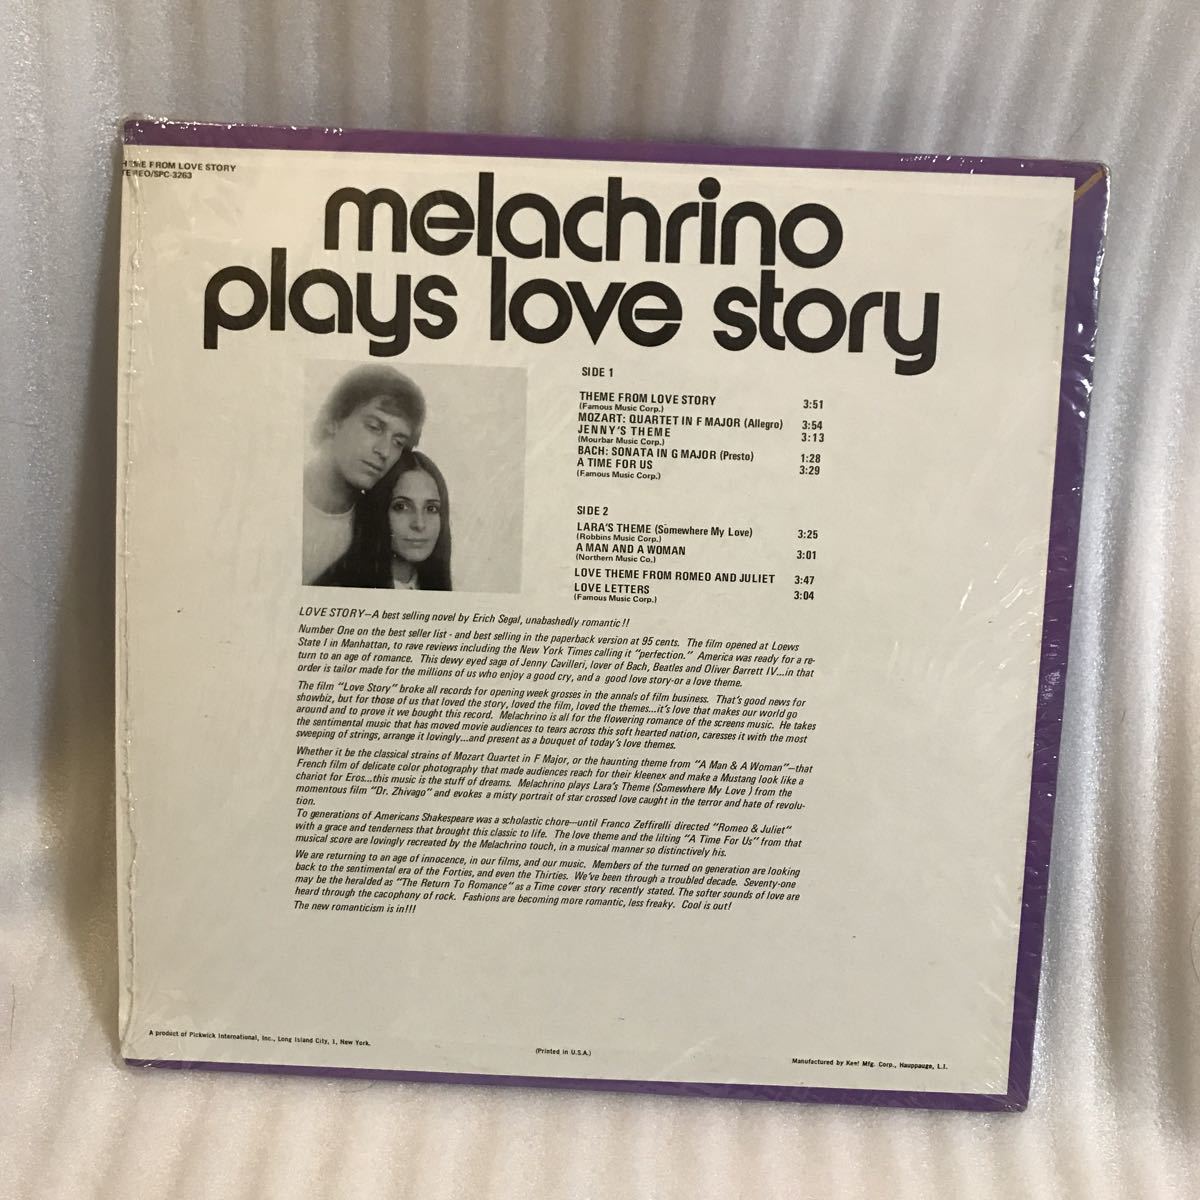 THEME FROM LOVE STORY
STEREO/SPC-3263
melachrino
plays love story
SIDE 1
THEME FROM LOVE STORY 3:51
(Famous Music Corp.)
MOZART: QUARTET IN F MAJOR (Allegro) 3:54
JENNY'S THEME 3:13
(Mourbar Music Corp.)
BACH: SONATA IN G MAJOR (Presto) 1:28
A TIME FOR US 3:29
(Famous Music Corp.)
SIDE 2
LARA'S THEME (Somewhere My Love) 3:25
(Robbins Music Corp.)
A MAN AND A WOMAN 3:01
(Northern Music Co.)
LOVE THEME FROM ROMEO AND JULIET 3:47
LOVE LETTERS 3:04
(Famous Music Corp.)
LOVE STORY—A best selling novel by Erich Segal, unabashedly romantic!!
Number One on the best seller list - and best selling in the paperback version at 95 cents. The film opened at Loews
State I in Manhattan, to rave reviews including the New York Times calling it "perfection." America was ready for a re-
turn to an age of romance. This dewy eyed saga of Jenny Cavilleri, lover of Bach, Beatles and Oliver Barrett IV...in that
order is tailor made for the millions of us who enjoy a good cry, and a good love story-or a love theme.
The film "Love Story" broke all records for opening week grosses in the annals of film business. That's good news for
showbiz, but for those of us that loved the story, loved the film, loved the themes...it's love that makes our world go
around and to prove it we bought this record. Melachrino is all for the flowering romance of the screens music. He takes
the sentimental music that has moved movie audiences to tears across this soft hearted nation, caresses it with the most
sweeping of strings, arrange it lovingly...and present as a bouquet of today's love themes.
Whether it be the classical strains of Mozart Quartet in F Major, or the haunting theme from "A Man & A Woman"—that
French film of delicate color photography that made audiences reach for their kleenex and make a Mustang look like a
chariot for Eros...this music is the stuff of dreams. Melachrino plays Lara's Theme (Somewhere My Love ) from the
momentous film "Dr. Zhivago" and evokes a misty portrait of star crossed love caught in the terror and hate of revolu-
tion.
To generations of Americans Shakespeare was a scholastic chore—until Franco Zeffirelli directed "Romeo & Juliet"
with a grace and tenderness that brought this classic to life. The love theme and the lilting "A Time For Us" from that
musical score are lovingly recreated by the Melachrino touch, in a musical manner so distinctively his.
We are returning to an age of innocence, in our films, and our music. Members of the turned on generation are looking
back to the sentimental era of the Forties, and even the Thirties. We've been through a troubled decade. Seventy-one
may be the heralded as "The Return To Romance" as a Time cover story recently stated. The softer sounds of love are
heard through the cacophony of rock. Fashions are becoming more romantic, less freaky. Cool is out!
The new romanticism is in!!!
A product of Pickwick International, Inc., Long Island City, 1, New York.
(Printed in U.S.A.)
Manufactured by Keel Mfg. Corp., Hauppauge, L.I.